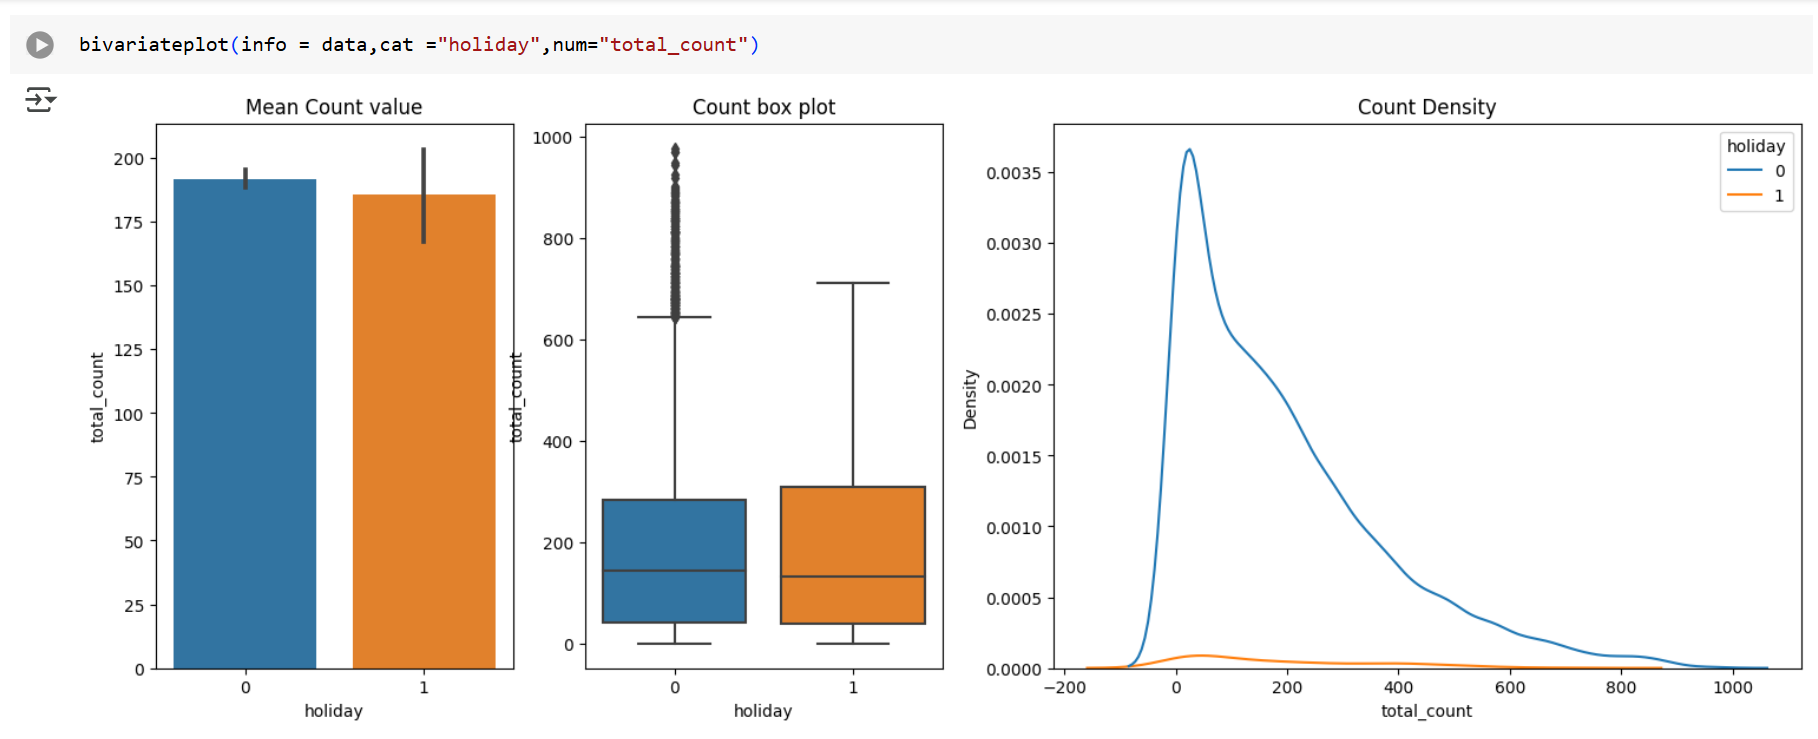 bivariateplot(info = data,cat ="holiday",num="total_count")
Mean Count value
200
175
150
125
100
75
50
25
0
total_count
0 1
holiday
Count box plot
1000
800
600
400
200
0
total_count
0 1
holiday
Count Density
holiday
0
1
0.0035
0.0030
0.0025
0.0020
0.0015
0.0010
0.0005
0.0000
Density
−200 0 200 400 600 800 1000
total_count